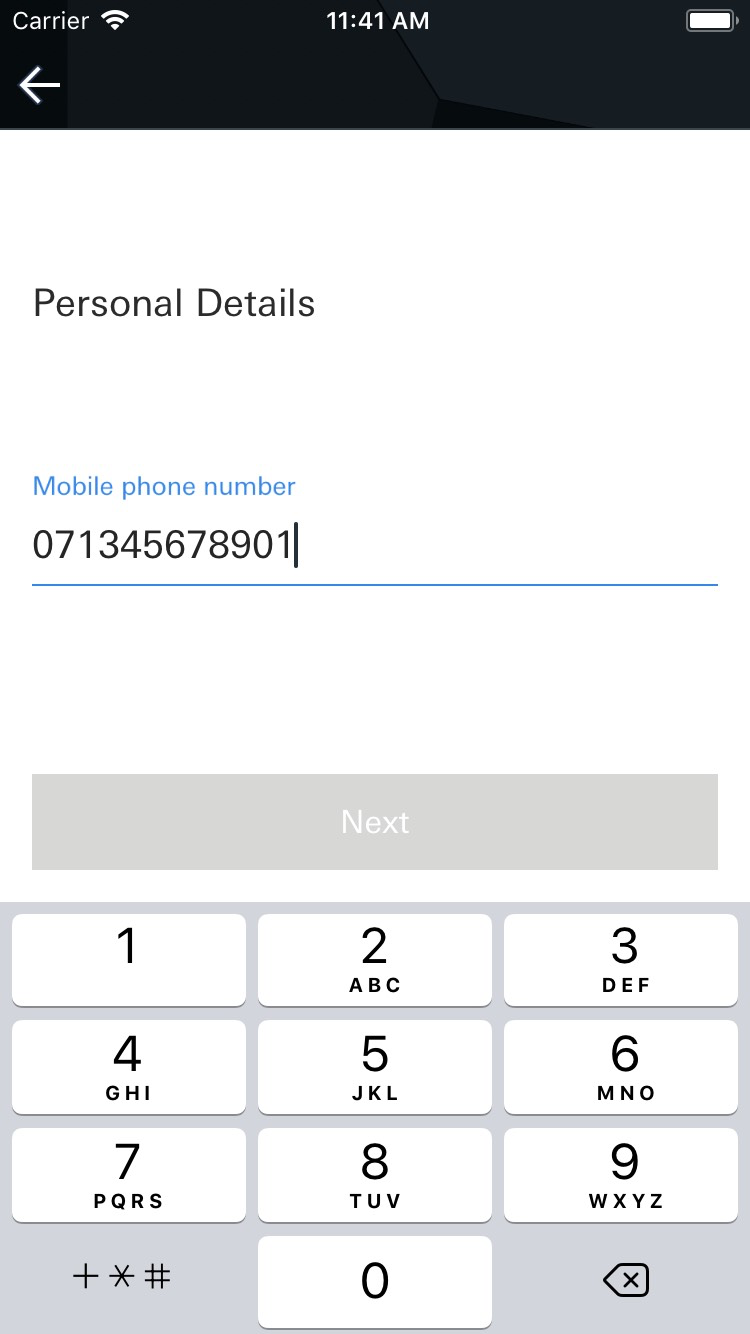 Carrier 11:41 AM
Personal Details
Mobile phone number
071345678901
Next
1 2 3
ABC DEF
4 5 6
GHI JKL MNO
7 8 9
PQRS TUV WXYZ
+*# 0